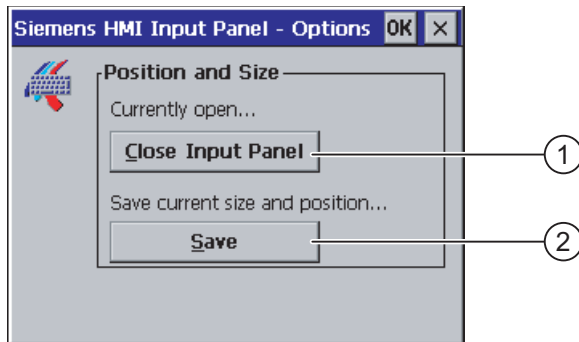 Siemens HMI Input Panel - Options OK ×
Position and Size
Currently open...
Close Input Panel
1
Save current size and position...
Save
2